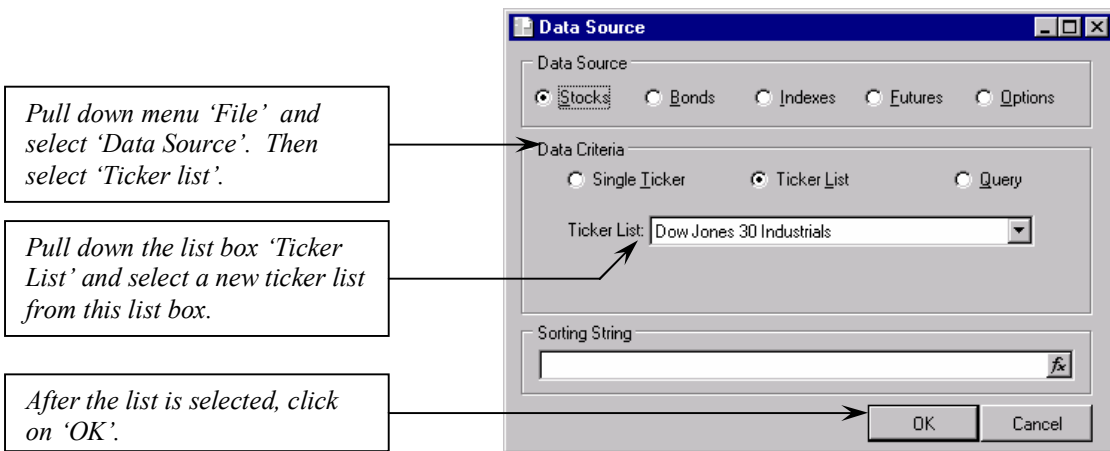 Data Source
Data Source
Stocks Bonds Indexes Futures Options
Pull down menu ‘File’ and
select ‘Data Source’. Then
select ‘Ticker list’.
Data Criteria
Single Ticker Ticker List Query
Pull down the list box ‘Ticker
List’ and select a new ticker list
from this list box.
Ticker List: Dow Jones 30 Industrials
Sorting String
fx
After the list is selected, click
on ‘OK’.
OK Cancel